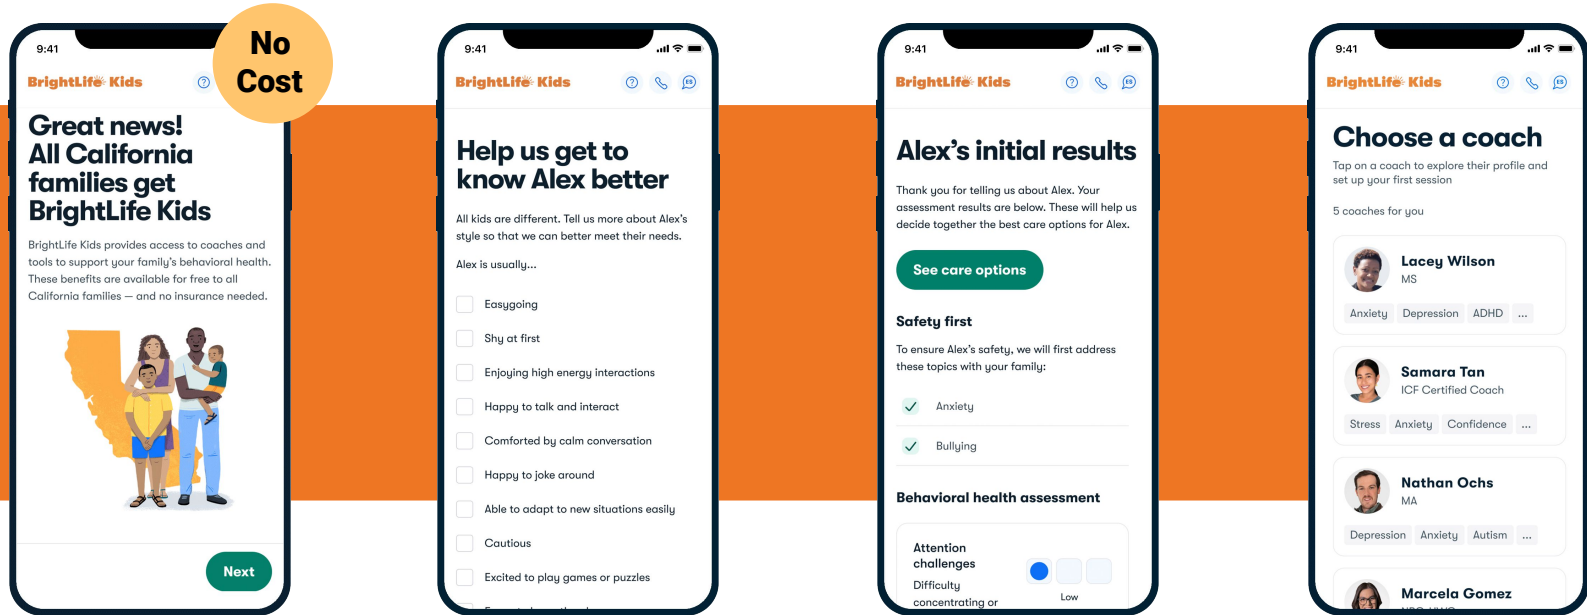 No
Cost
9:41
BrightLife Kids
Great news!
All California
families get
BrightLife Kids
BrightLife Kids provides access to coaches and
tools to support your family's behavioral health.
These benefits are available for free to all
California families — and no insurance needed.
Next
9:41
BrightLife Kids
ES
Help us get to
know Alex better
All kids are different. Tell us more about Alex's
style so that we can better meet their needs.
Alex is usually...
Easygoing
Shy at first
Enjoying high energy interactions
Happy to talk and interact
Comforted by calm conversation
Happy to joke around
Able to adapt to new situations easily
Cautious
Excited to play games or puzzles
9:41
BrightLife Kids
ES
Alex's initial results
Thank you for telling us about Alex. Your
assessment results are below. These will help us
decide together the best care options for Alex.
See care options
Safety first
To ensure Alex's safety, we will first address
these topics with your family:
Anxiety
Bullying
Behavioral health assessment
Attention
challenges
Difficulty
concentrating or
Low
9:41
BrightLife Kids
ES
Choose a coach
Tap on a coach to explore their profile and
set up your first session
5 coaches for you
Lacey Wilson
MS
Anxiety Depression ADHD ...
Samara Tan
ICF Certified Coach
Stress Anxiety Confidence ...
Nathan Ochs
MA
Depression Anxiety Autism ...
Marcela Gomez